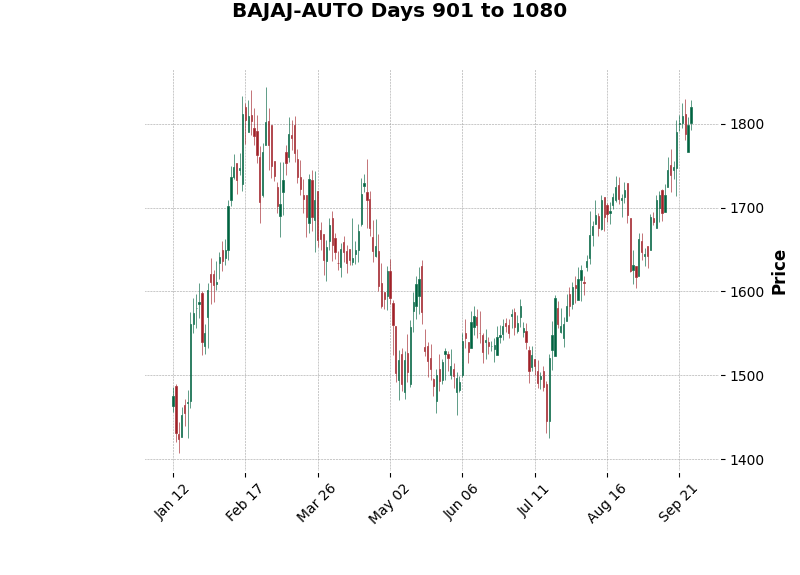 BAJAJ-AUTO Days 901 to 1080
1800
1700
1600
1500
1400
Price
Jan 12
Feb 17
Mar 26
May 02
Jun 06
Jul 11
Aug 16
Sep 21